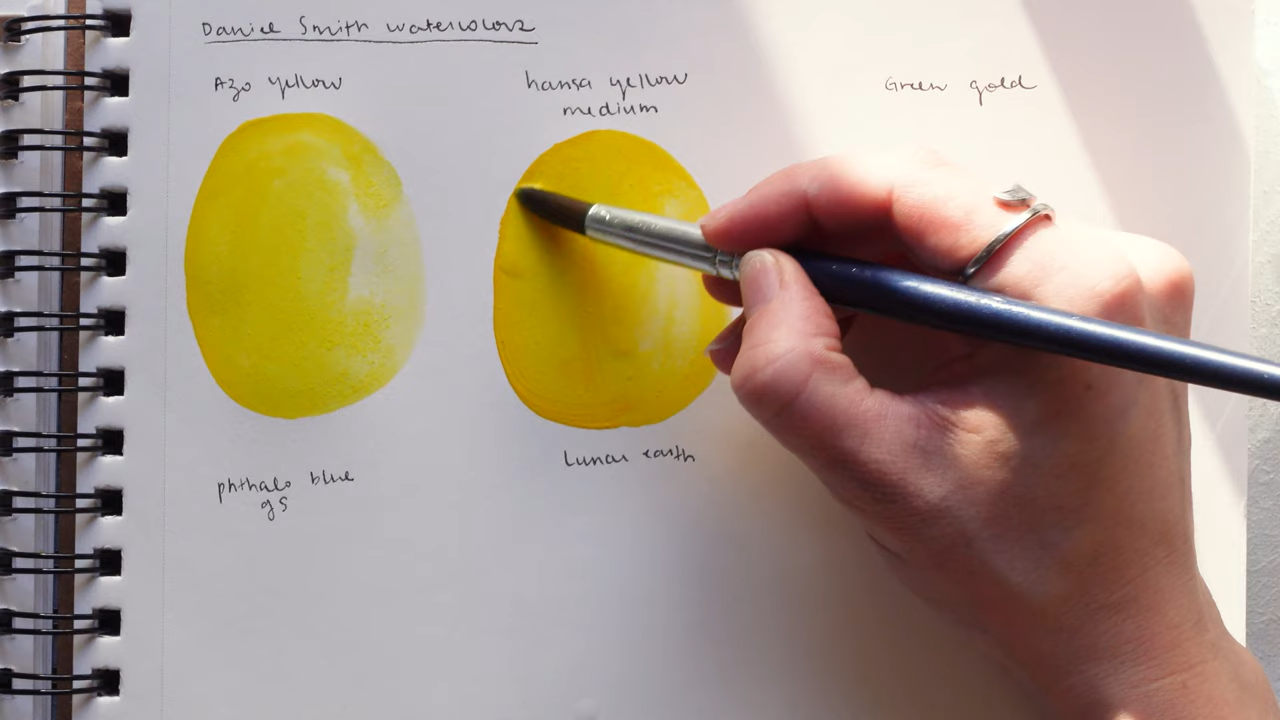 Daniel Smith watercolors
Azo yellow
hansa yellow
medium
Green gold
phthalo blue
gs
Lunar earth